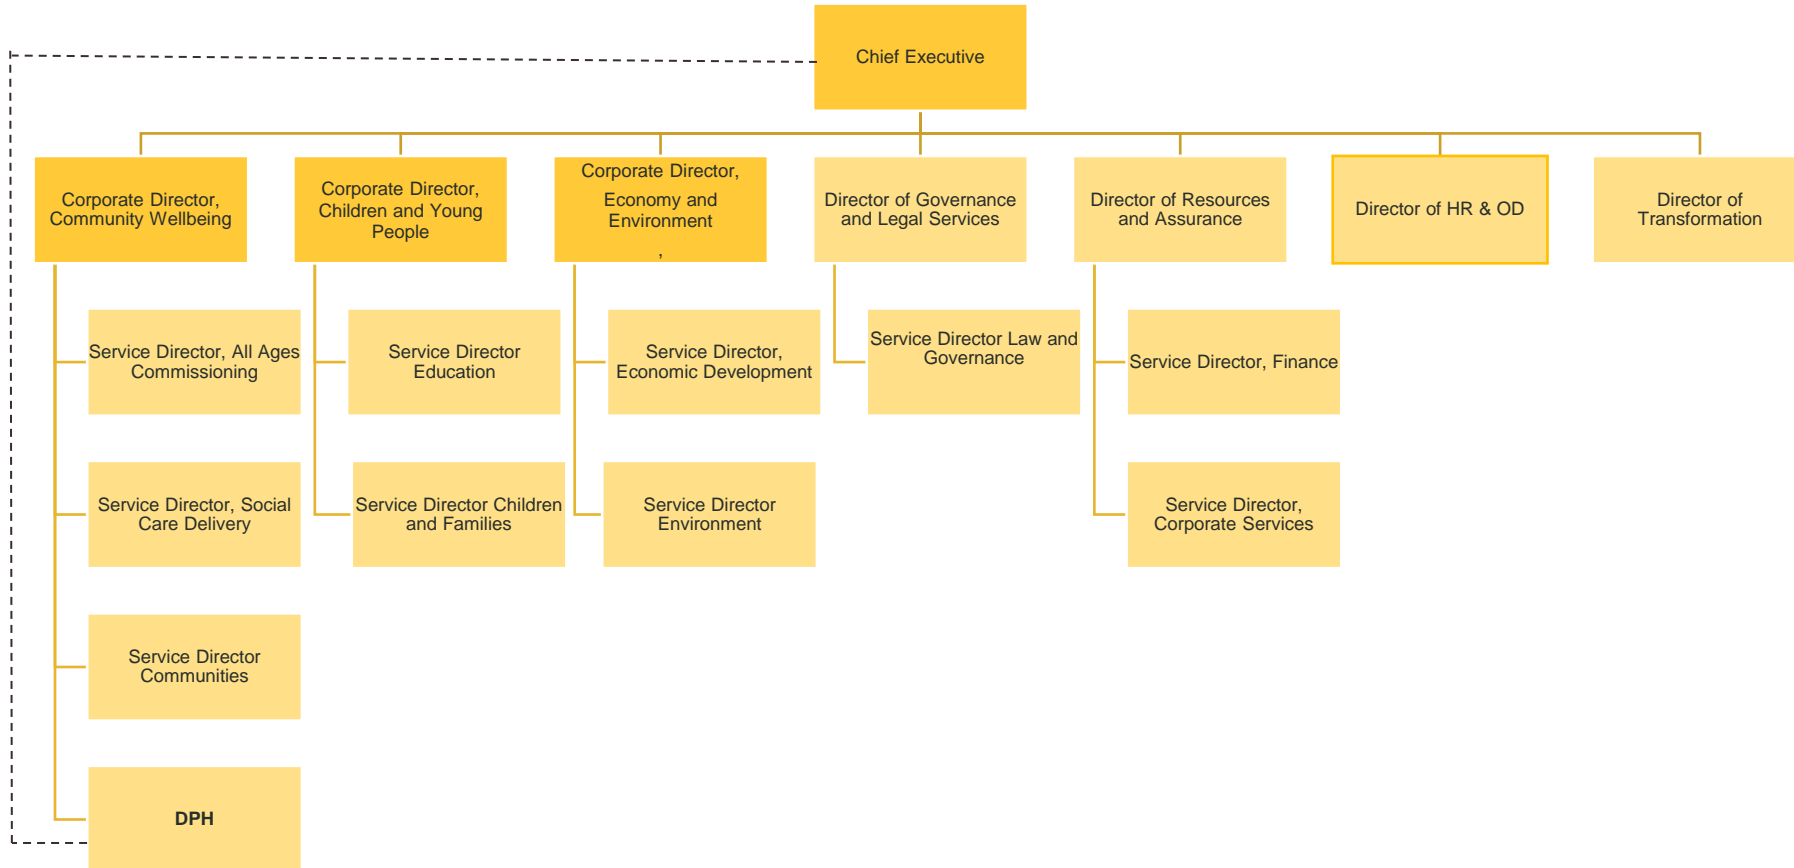 Chief Executive
Corporate Director,
Community Wellbeing
Corporate Director,
Children and Young
People
Corporate Director,
Economy and
Environment
,
Director of Governance
and Legal Services
Director of Resources
and Assurance
Director of HR & OD
Director of
Transformation
Service Director, All Ages
Commissioning
Service Director
Education
Service Director,
Economic Development
Service Director Law and
Governance
Service Director, Finance
Service Director, Social
Care Delivery
Service Director Children
and Families
Service Director
Environment
Service Director,
Corporate Services
Service Director
Communities
DPH